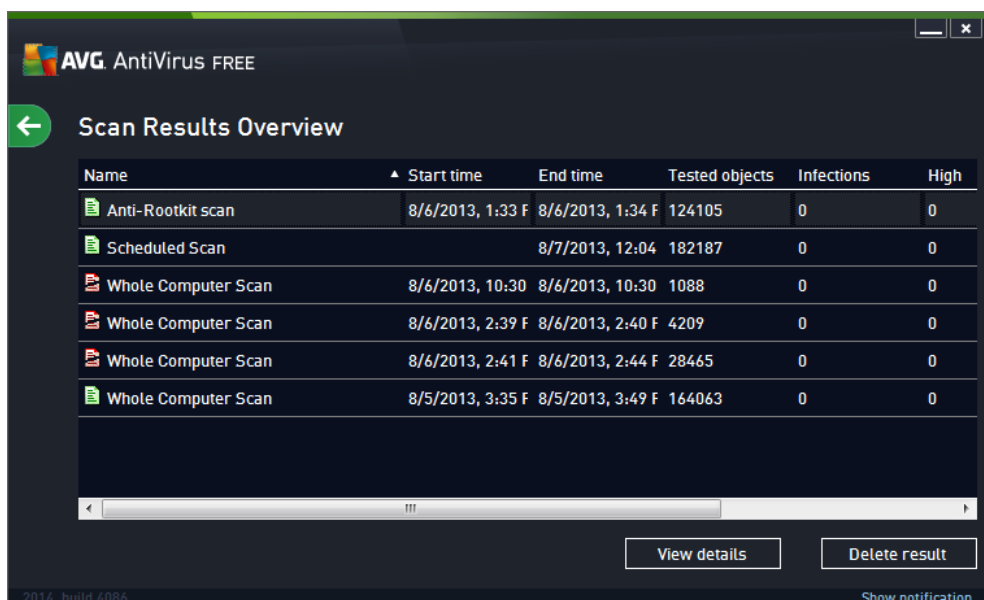 AVG. AntiVirus FREE
Scan Results Overview
Name Start time End time Tested objects Infections High
Anti-Rootkit scan 8/6/2013, 1:33 F 8/6/2013, 1:34 F 124105 0 0
Scheduled Scan 8/7/2013, 12:04 182187 0 0
Whole Computer Scan 8/6/2013, 10:30 8/6/2013, 10:30 1088 0 0
Whole Computer Scan 8/6/2013, 2:39 F 8/6/2013, 2:40 F 4209 0 0
Whole Computer Scan 8/6/2013, 2:41 F 8/6/2013, 2:44 F 28465 0 0
Whole Computer Scan 8/5/2013, 3:35 F 8/5/2013, 3:49 F 164063 0 0
View details Delete result
2014 build 4086 Show notification